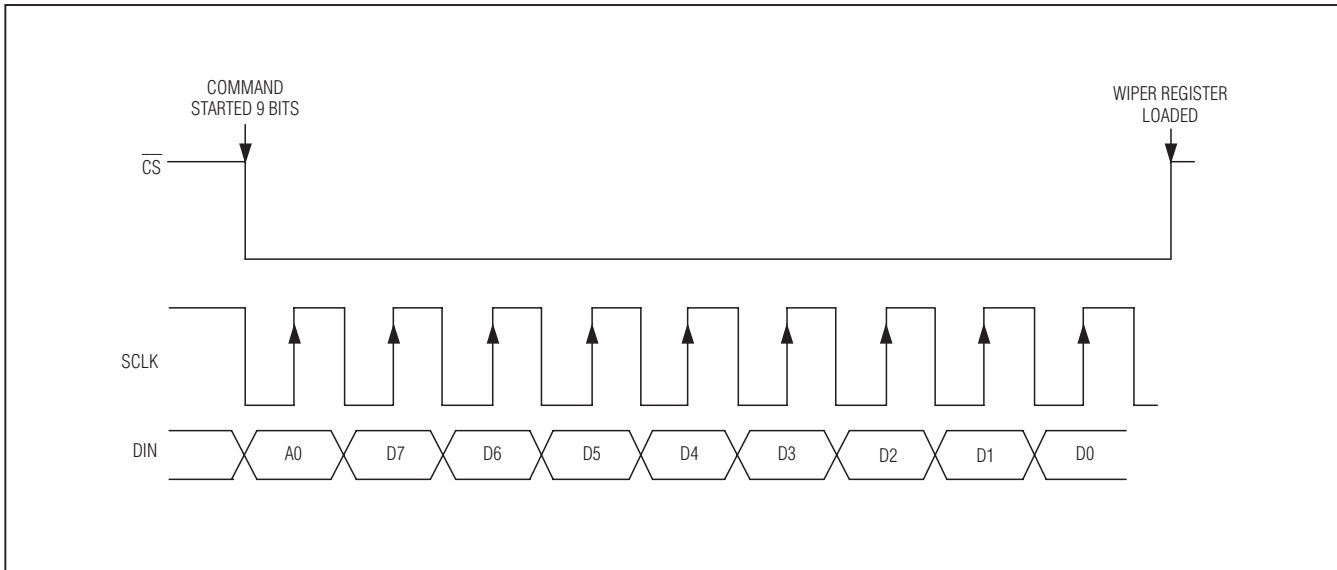 COMMAND
STARTED 9 BITS
WIPER REGISTER
LOADED
CS
SCLK
DIN
A0 D7 D6 D5 D4 D3 D2 D1 D0